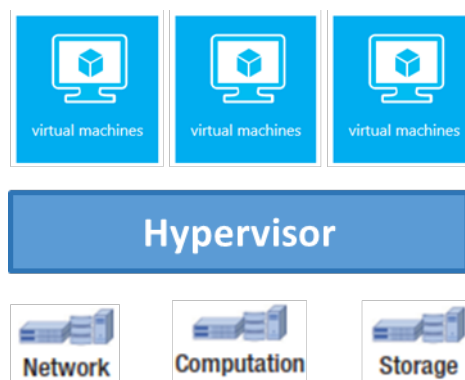 virtual machines
virtual machines
virtual machines
Hypervisor
Network
Computation
Storage